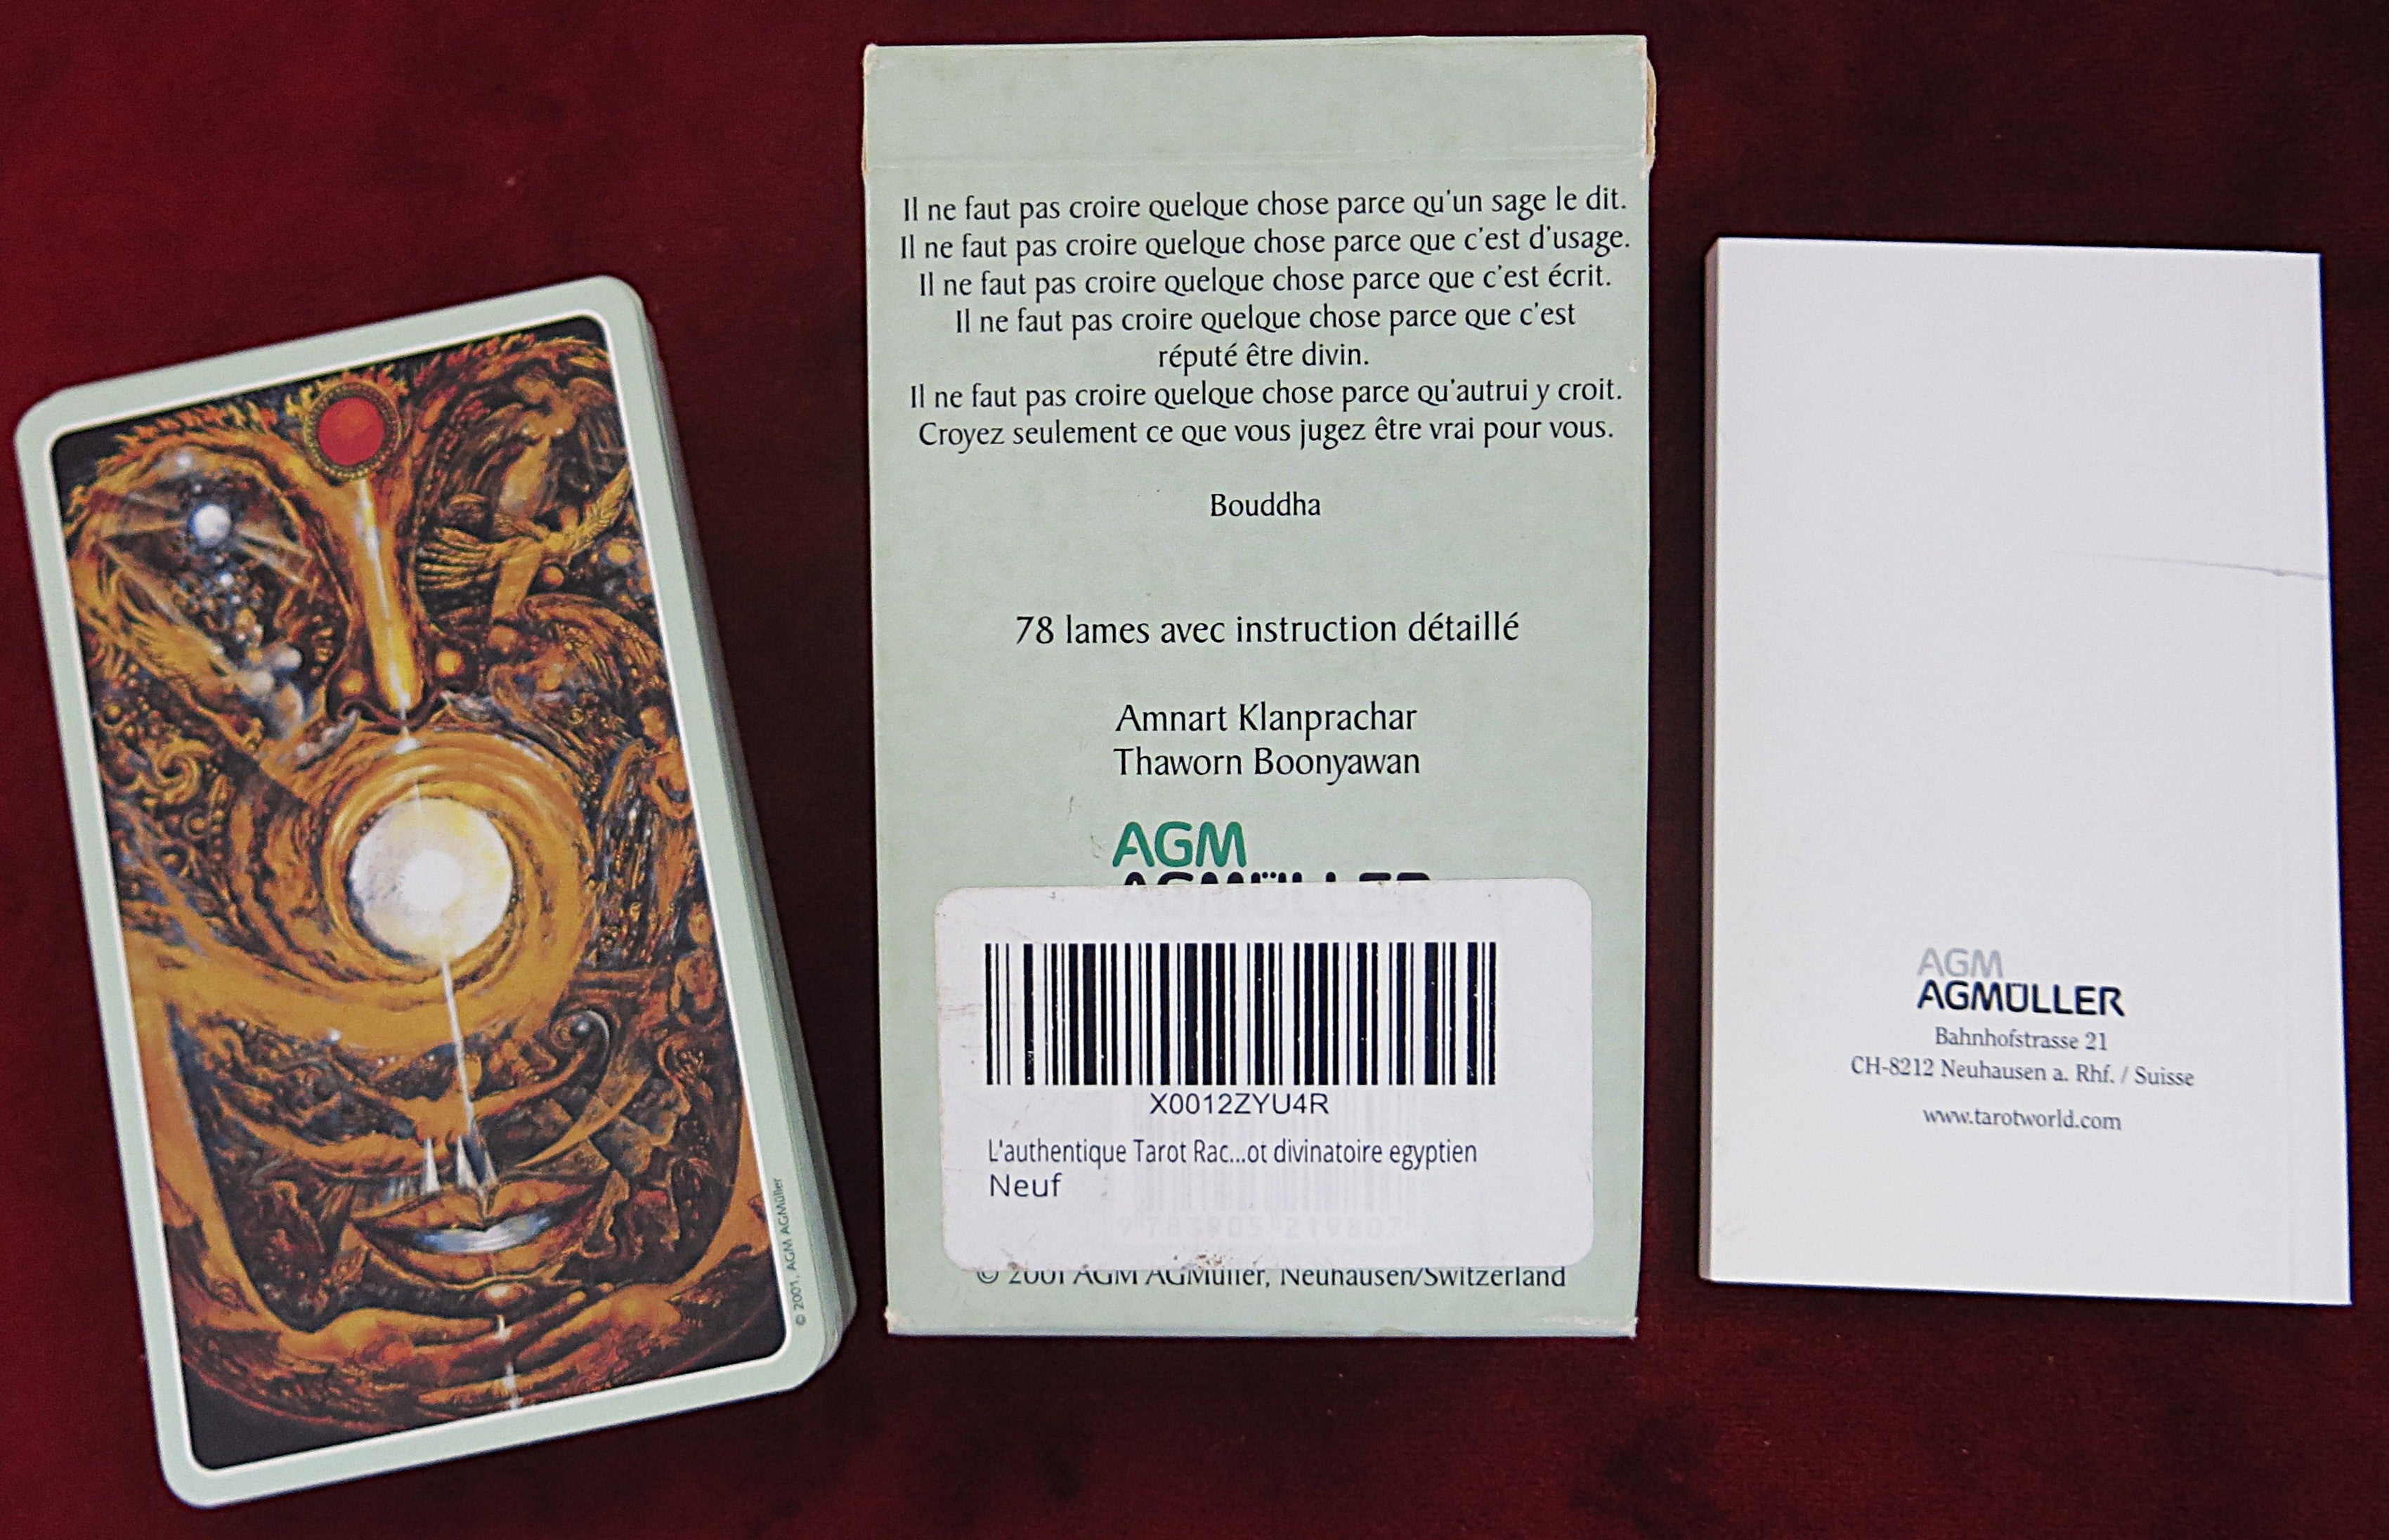 © 2001, AGM AGMüller
Il ne faut pas croire quelque chose parce qu'un sage le dit.
Il ne faut pas croire quelque chose parce que c'est d'usage.
Il ne faut pas croire quelque chose parce que c'est écrit.
Il ne faut pas croire quelque chose parce que c'est
réputé être divin.
Il ne faut pas croire quelque chose parce qu'autrui y croit.
Croyez seulement ce que vous jugez être vrai pour vous.
Bouddha
78 lames avec instruction détaillé
Amnart Klanprachar
Thaworn Boonyawan
AGM
AGMÜLLER
X0012ZYU4R
L'authentique Tarot Rac...ot divinatoire egyptien
Neuf
9 783905 219807
© 2001 AGM AGMüller, Neuhausen/Switzerland
AGM
AGMÜLLER
Bahnhofstrasse 21
CH-8212 Neuhausen a. Rhf. / Suisse
www.tarotworld.com